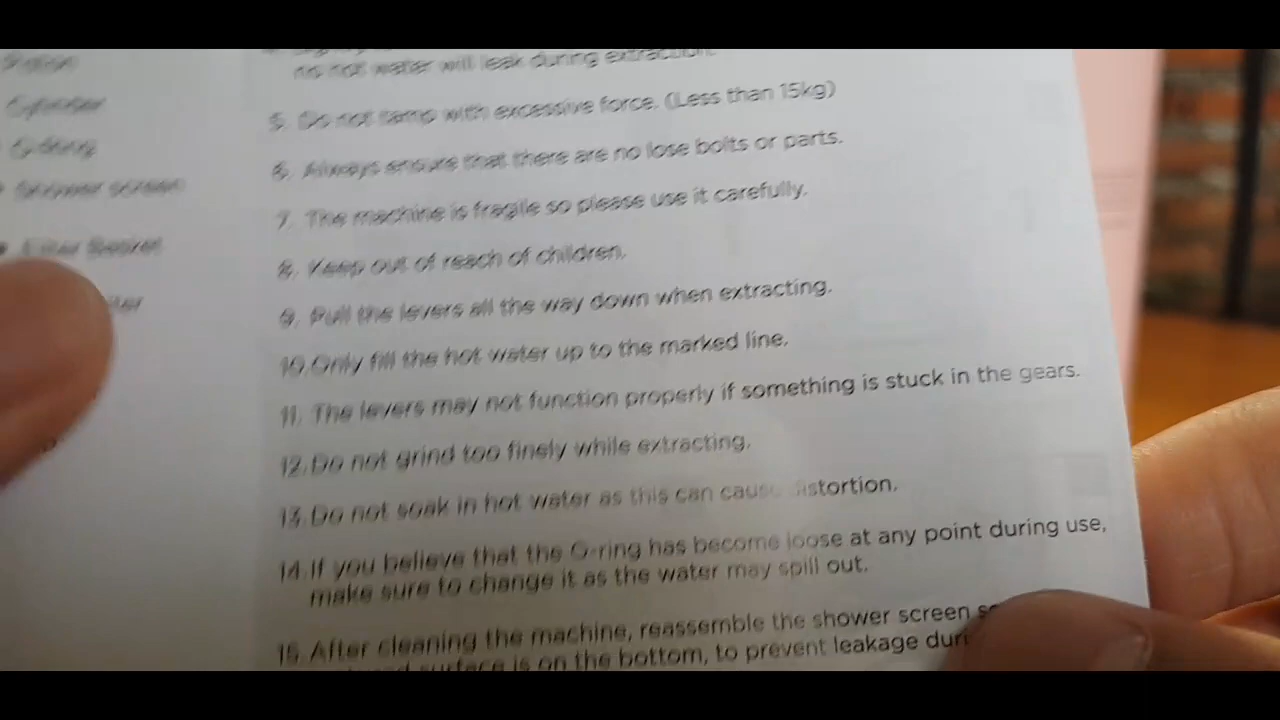 Cylinder
O-Ring
Shower screen
Filter Basket
no hot water will leak during extraction.
5. Do not tamp with excessive force. (Less than 15kg)
6. Always ensure that there are no lose bolts or parts.
7. The machine is fragile so please use it carefully.
8. Keep out of reach of children.
9. Pull the levers all the way down when extracting.
10.Only fill the hot water up to the marked line.
11. The levers may not function properly if something is stuck in the gears.
12.Do not grind too finely while extracting.
13.Do not soak in hot water as this can cause distortion.
14.If you believe that the O-ring has become loose at any point during use,
make sure to change it as the water may spill out.
15.After cleaning the machine, reassemble the shower screen
surface is on the bottom, to prevent leakage